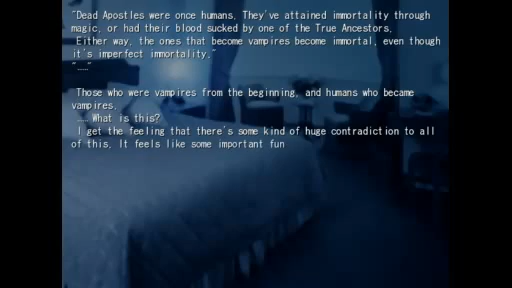 "Dead Apostles were once humans. They've attained immortality through
magic, or had their blood sucked by one of the True Ancestors.
Either way, the ones that become vampires become immortal, even though
it's imperfect immortality."
"……"
Those who were vampires from the beginning, and humans who became
vampires.
…… What is this?
I get the feeling that there's some kind of huge contradiction to all
of this. It feels like some important fun